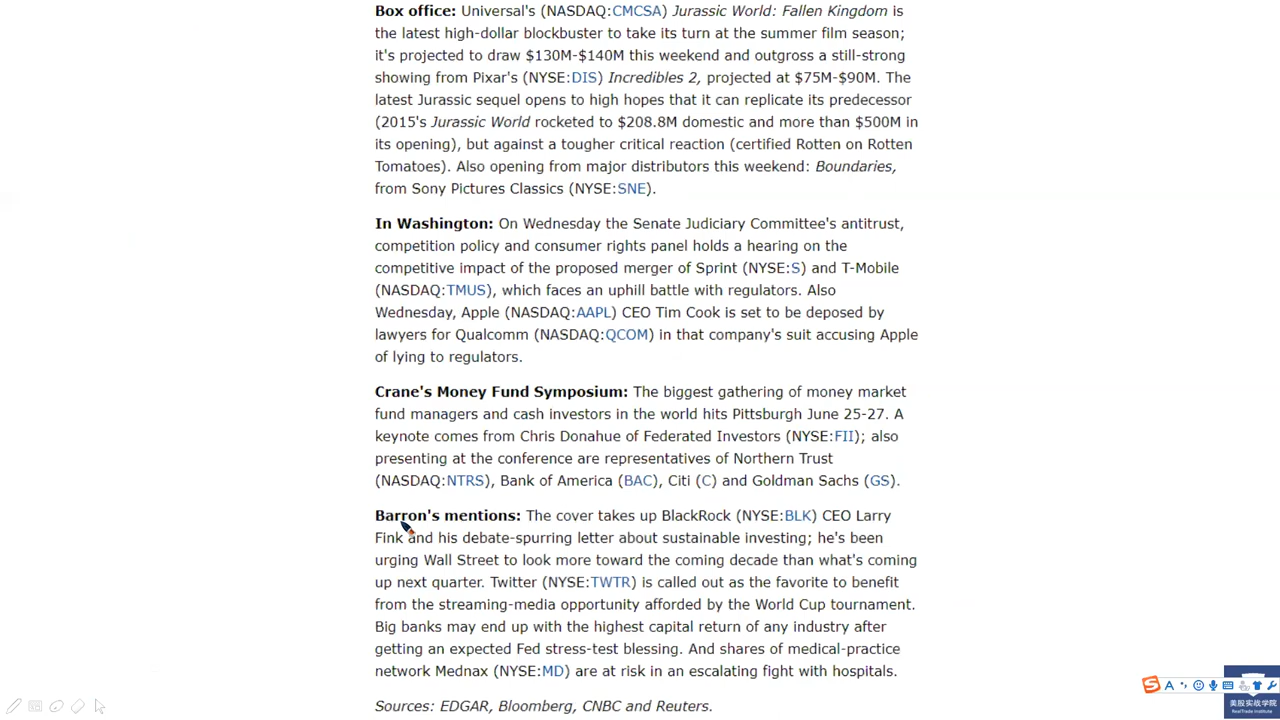 Box office: Universal's (NASDAQ:CMCSA) Jurassic World: Fallen Kingdom is
the latest high-dollar blockbuster to take its turn at the summer film season;
it's projected to draw $130M-$140M this weekend and outgross a still-strong
showing from Pixar's (NYSE:DIS) Incredibles 2, projected at $75M-$90M. The
latest Jurassic sequel opens to high hopes that it can replicate its predecessor
(2015's Jurassic World rocketed to $208.8M domestic and more than $500M in
its opening), but against a tougher critical reaction (certified Rotten on Rotten
Tomatoes). Also opening from major distributors this weekend: Boundaries,
from Sony Pictures Classics (NYSE:SNE).
In Washington: On Wednesday the Senate Judiciary Committee's antitrust,
competition policy and consumer rights panel holds a hearing on the
competitive impact of the proposed merger of Sprint (NYSE:S) and T-Mobile
(NASDAQ:TMUS), which faces an uphill battle with regulators. Also
Wednesday, Apple (NASDAQ:AAPL) CEO Tim Cook is set to be deposed by
lawyers for Qualcomm (NASDAQ:QCOM) in that company's suit accusing Apple
of lying to regulators.
Crane's Money Fund Symposium: The biggest gathering of money market
fund managers and cash investors in the world hits Pittsburgh June 25-27. A
keynote comes from Chris Donahue of Federated Investors (NYSE:FII); also
presenting at the conference are representatives of Northern Trust
(NASDAQ:NTRS), Bank of America (BAC), Citi (C) and Goldman Sachs (GS).
Barron's mentions: The cover takes up BlackRock (NYSE:BLK) CEO Larry
Fink and his debate-spurring letter about sustainable investing; he's been
urging Wall Street to look more toward the coming decade than what's coming
up next quarter. Twitter (NYSE:TWTR) is called out as the favorite to benefit
from the streaming-media opportunity afforded by the World Cup tournament.
Big banks may end up with the highest capital return of any industry after
getting an expected Fed stress-test blessing. And shares of medical-practice
network Mednax (NYSE:MD) are at risk in an escalating fight with hospitals.
Sources: EDGAR, Bloomberg, CNBC and Reuters.
S A
美股实战学院
RealTrade Institute